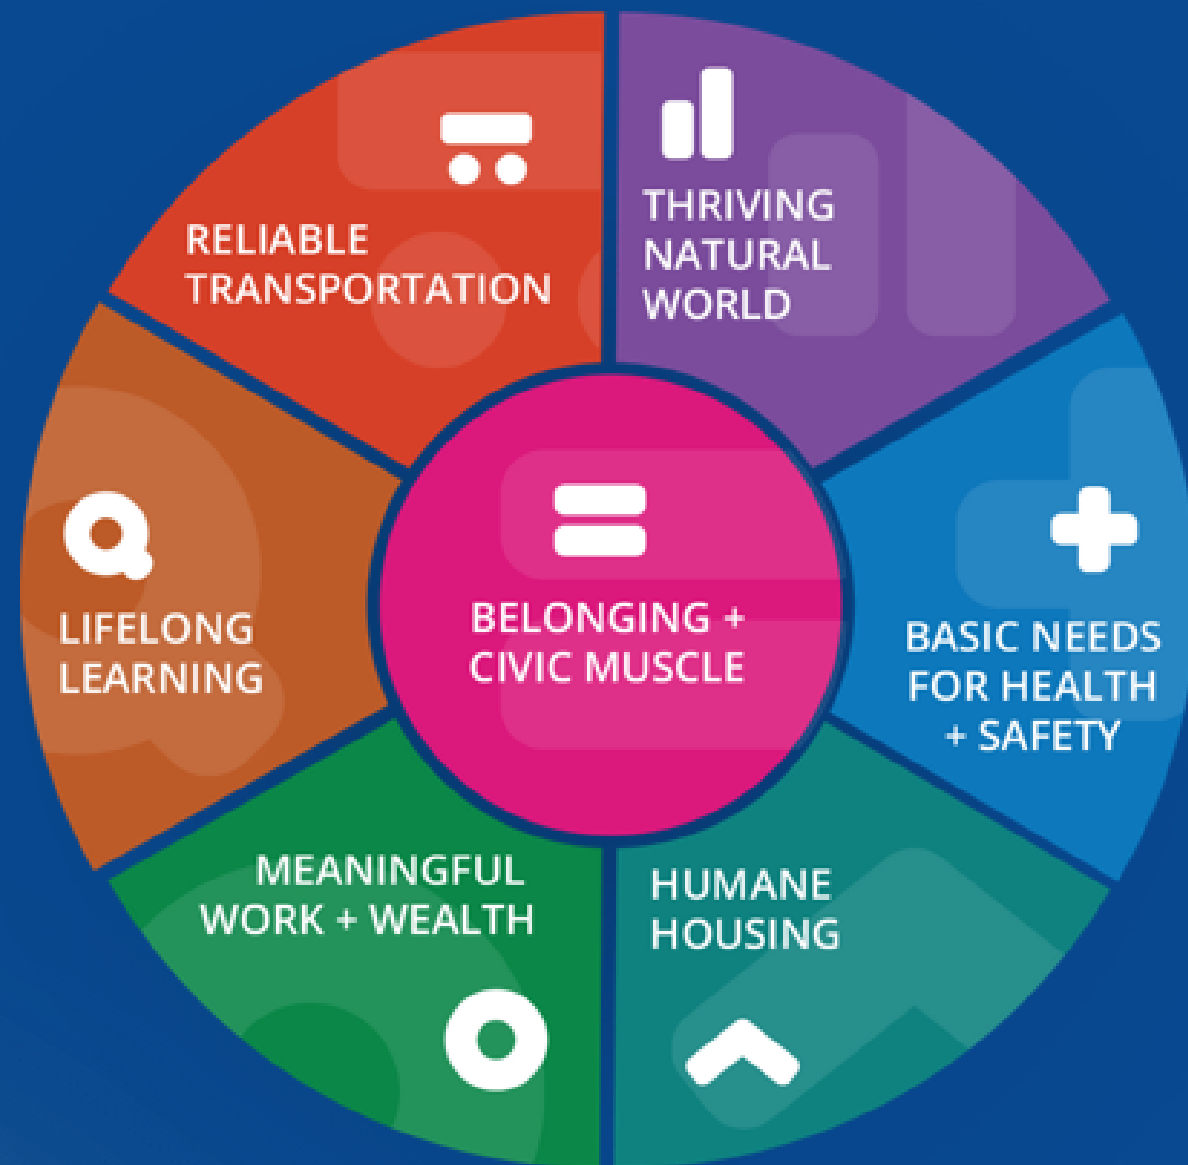 RELIABLE
TRANSPORTATION
THRIVING
NATURAL
WORLD
LIFELONG
LEARNING
BELONGING +
CIVIC MUSCLE
BASIC NEEDS
FOR HEALTH
+ SAFETY
MEANINGFUL
WORK + WEALTH
HUMANE
HOUSING